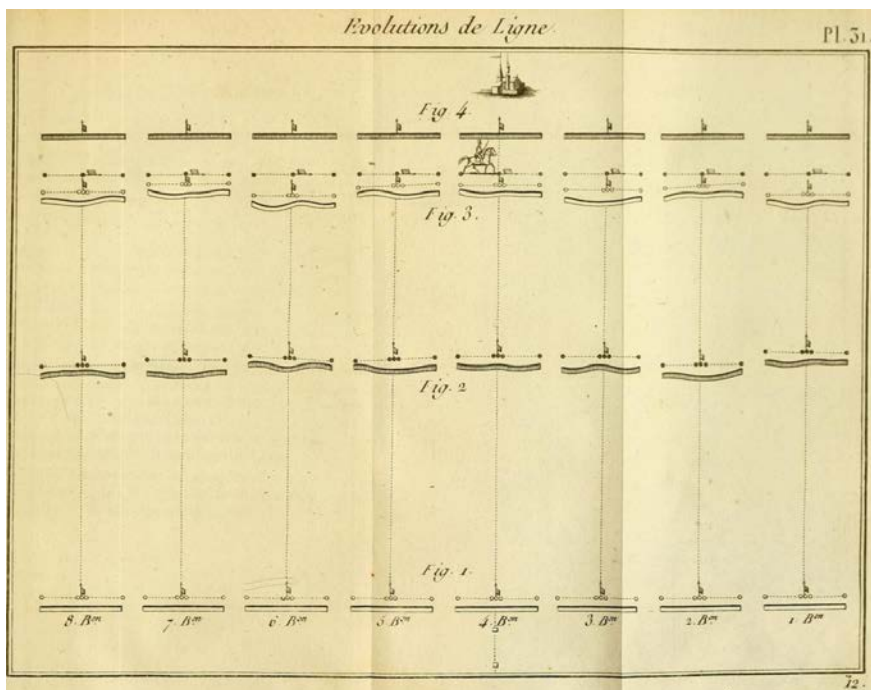 Evolutions de Ligne.
Pl. 31.
Fig. 4.
Fig. 3.
Fig. 2
Fig. 1.
8. Bon 7. Bon 6. Bon 5. Bon 4. Bon 3. Bon 2. Bon 1. Bon
12.